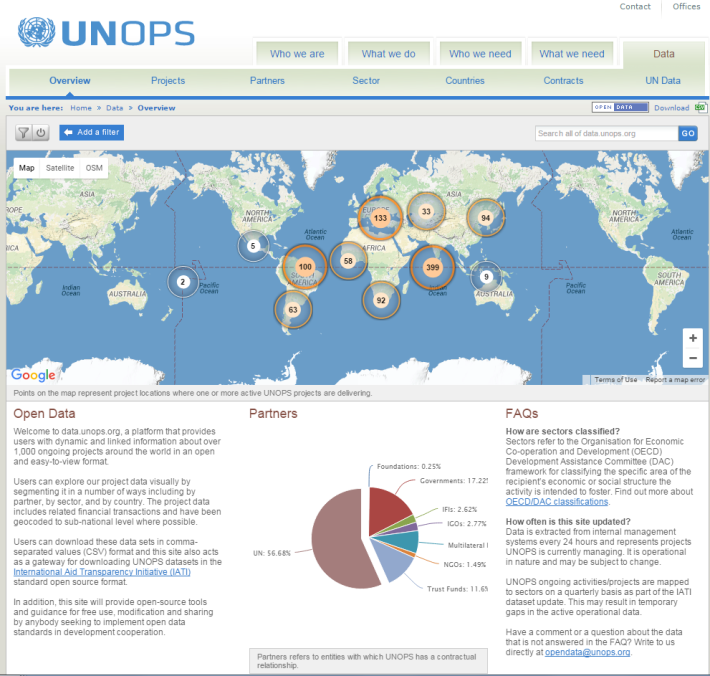 Contact Offices
UNOPS
Who we are What we do Who we need What we need Data
Overview Projects Partners Sector Countries Contracts UN Data
You are here: Home > Data > Overview OPEN DATA Download
Add a filter Search all of data.unops.org GO
Map Satellite OSM
ASIA
NORTH AMERICA
Atlantic Ocean
EUROPE
133
33
ASIA
94
NORTH AMERICA
Atlantic Ocean
5
AFRICA
100
58
399
9
2
Pacific Ocean
SOUTH AMERICA
Indian Ocean
AUSTRALIA
63
92
AUSTRALIA
Pacific Ocean
SOUTH AMERICA
+
−
Google
Terms of Use Report a map error
Points on the map represent project locations where one or more active UNOPS projects are delivering.
Open Data
Welcome to data.unops.org, a platform that provides
users with dynamic and linked information about over
1,000 ongoing projects around the world in an open
and easy-to-view format.
Users can explore our project data visually by
segmenting it in a number of ways including by
partner, by sector, and by country. The project data
includes related financial transactions and have been
geocoded to sub-national level where possible.
Users can download these data sets in comma-
separated values (CSV) format and this site also acts
as a gateway for downloading UNOPS datasets in the
International Aid Transparency Initiative (IATI)
standard open source format.
In addition, this site will provide open-source tools
and guidance for free use, modification and sharing
by anybody seeking to implement open data
standards in development cooperation.
Partners
Foundations: 0.25%
Governments: 17.22%
IFIs: 2.62%
IGOs: 2.77%
Multilateral
NGOs: 1.49%
Trust Funds: 11.6%
UN: 56.68%
Partners refers to entities with which UNOPS has a contractual
relationship.
FAQs
How are sectors classified?
Sectors refer to the Organisation for Economic
Co-operation and Development (OECD)
Development Assistance Committee (DAC)
framework for classifying the specific area of the
recipient's economic or social structure the
activity is intended to foster. Find out more about
OECD/DAC classifications.
How often is this site updated?
Data is extracted from internal management
systems every 24 hours and represents projects
UNOPS is currently managing. It is operational
in nature and may be subject to change.
UNOPS ongoing activities/projects are mapped
to sectors on a quarterly basis as part of the IATI
dataset update. This may result in temporary
gaps in the active operational data.
Have a comment or a question about the data
that is not answered in the FAQ? Write to us
directly at opendata@unops.org.